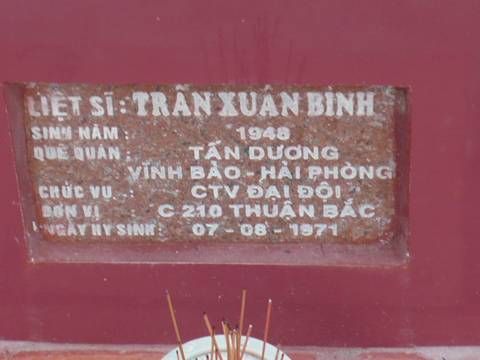 LIỆT SĨ: TRẦN XUÂN BÌNH
SINH NĂM: 1948
QUÊ QUÁN: TẤN DƯƠNG
VĨNH BẢO - HẢI PHÒNG
CHỨC VỤ: CTV ĐẠI ĐỘI
ĐƠN VỊ: C 210 THUẬN BẮC
NGÀY HY SINH: 07-08-1971